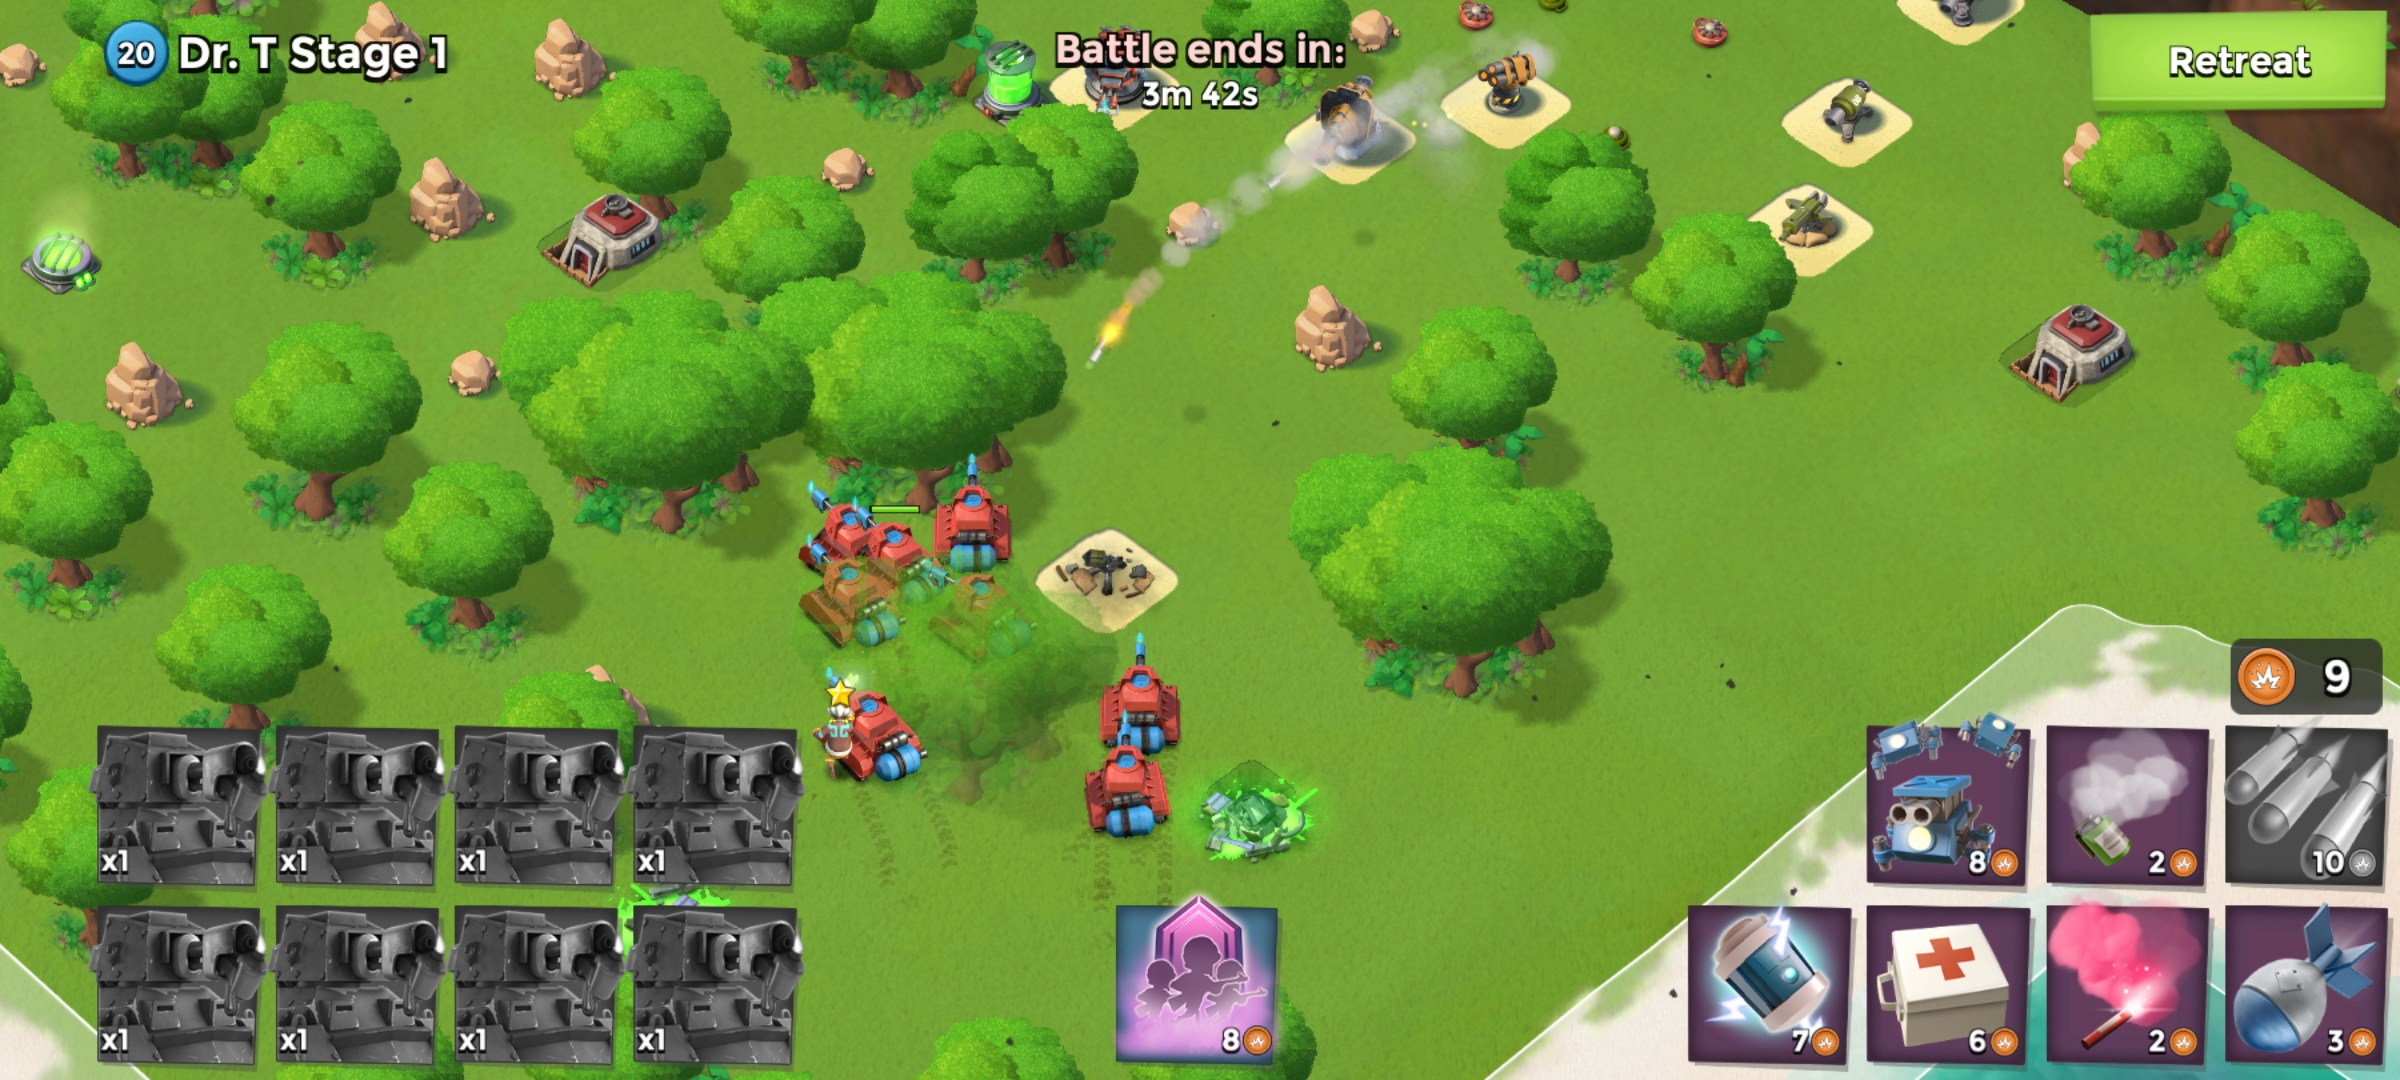 20 Dr. T Stage 1
Battle ends in:
3m 42s
Retreat
9
8
2
10
x1
x1
x1
x1
x1
x1
x1
x1
8
7
6
2
3